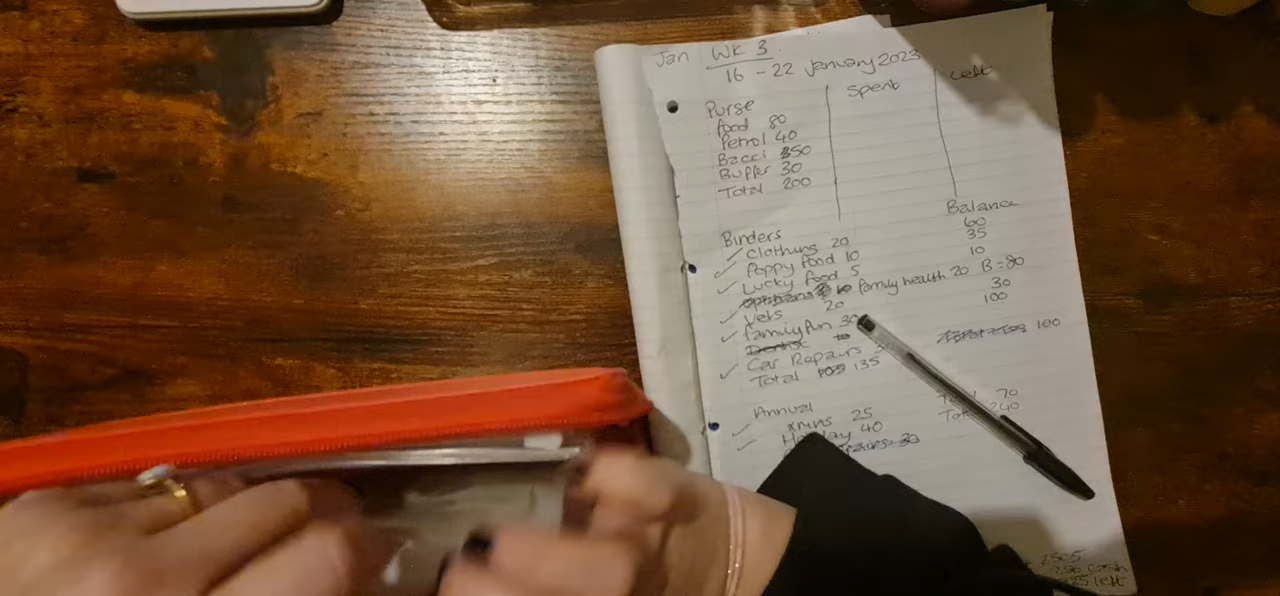 Jan WK 3
16 - 22 January 2023
Spent Left
Purse
food 80
Petrol 40
Bacci 50
Buffer 30
Total 200
Balance
Binders
Clothing 20 60
Poppy food 10 35
Lucky food 5 10
Family health 20 B=80
Vets 20 30
family fun 30 100
Car Repairs 100
Total 135
Annual
Xmas 25 70
40 240